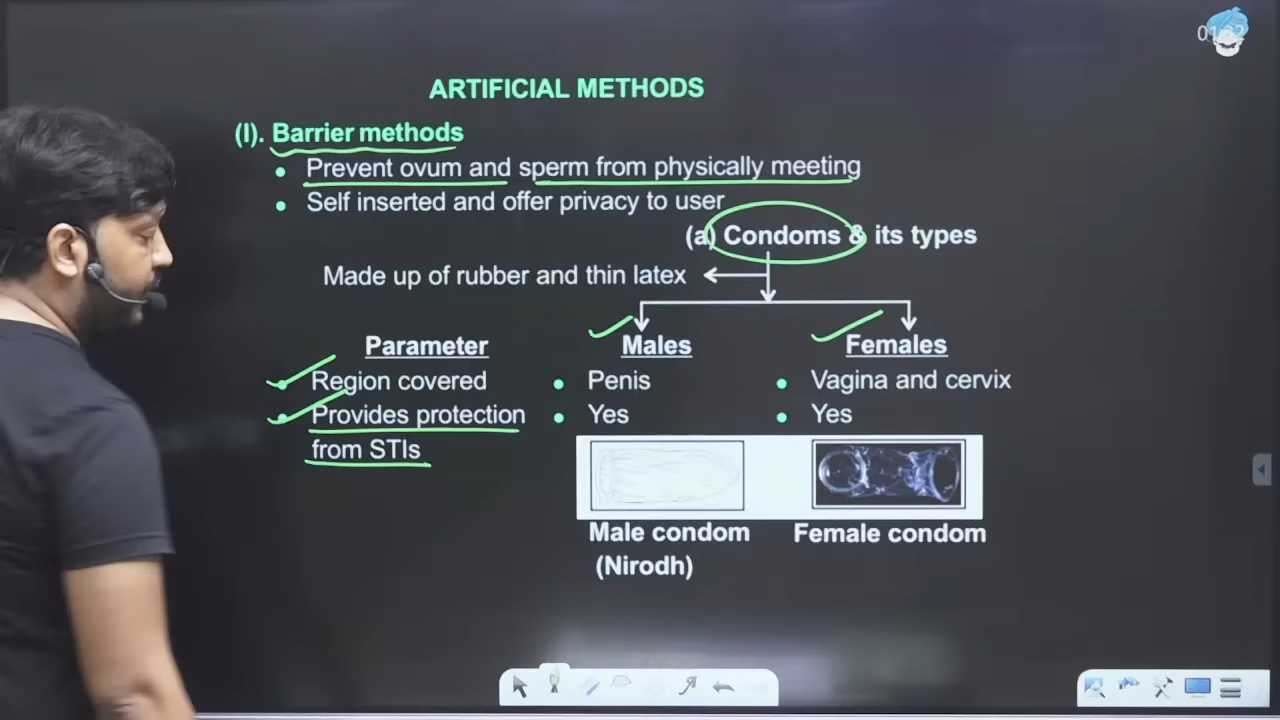 ARTIFICIAL METHODS
(I). Barrier methods
Prevent ovum and sperm from physically meeting
Self inserted and offer privacy to user
(a) Condoms & its types
Made up of rubber and thin latex
Parameter Males Females
Region covered Penis Vagina and cervix
Provides protection Yes Yes
from STIs
Male condom Female condom
(Nirodh)